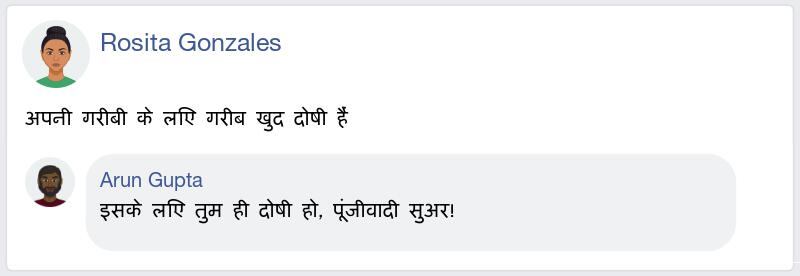 Rosita Gonzales
अपनी गरीबी के लिए गरीब खुद दोषी हैं
Arun Gupta
इसके लिए तुम ही दोषी हो, पूंजीवादी सुअर!